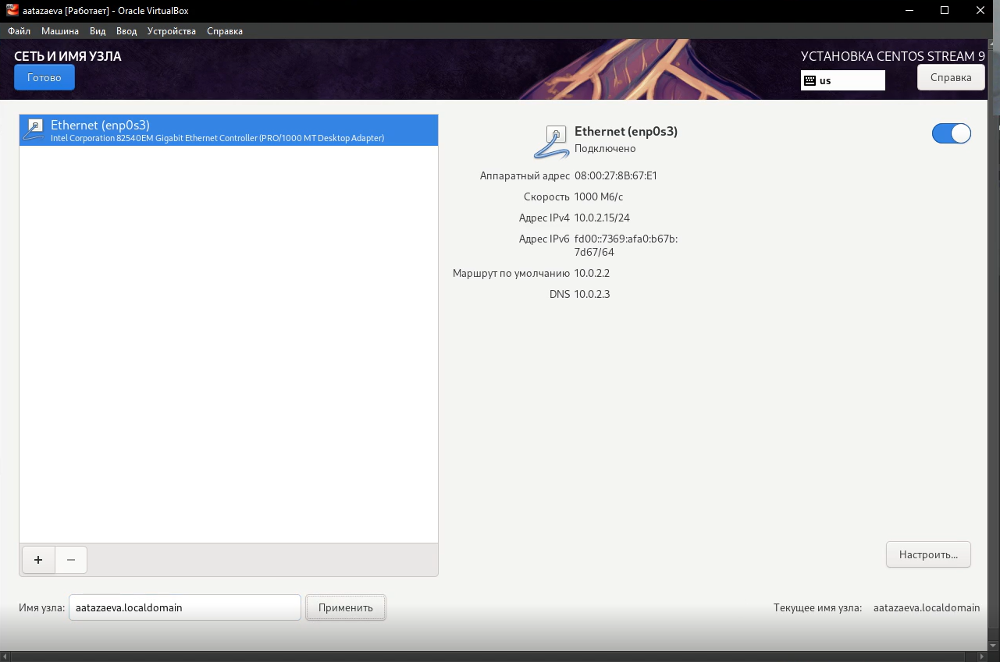 aatazaeva [Работает] - Oracle VirtualBox
Файл Машина Вид Ввод Устройства Справка
СЕТЬ И ИМЯ УЗЛА
УСТАНОВКА CENTOS STREAM 9
Готово
us
Справка
Ethernet (enp0s3)
Intel Corporation 82540EM Gigabit Ethernet Controller (PRO/1000 MT Desktop Adapter)
Ethernet (enp0s3)
Подключено
Аппаратный адрес 08:00:27:8B:67:E1
Скорость 1000 Мб/с
Адрес IPv4 10.0.2.15/24
Адрес IPv6 fd00::7369:afa0:b67b:
7d67/64
Маршрут по умолчанию 10.0.2.2
DNS 10.0.2.3
+ −
Настроить...
Имя узла: aatazaeva.localdomain Применить
Текущее имя узла: aatazaeva.localdomain